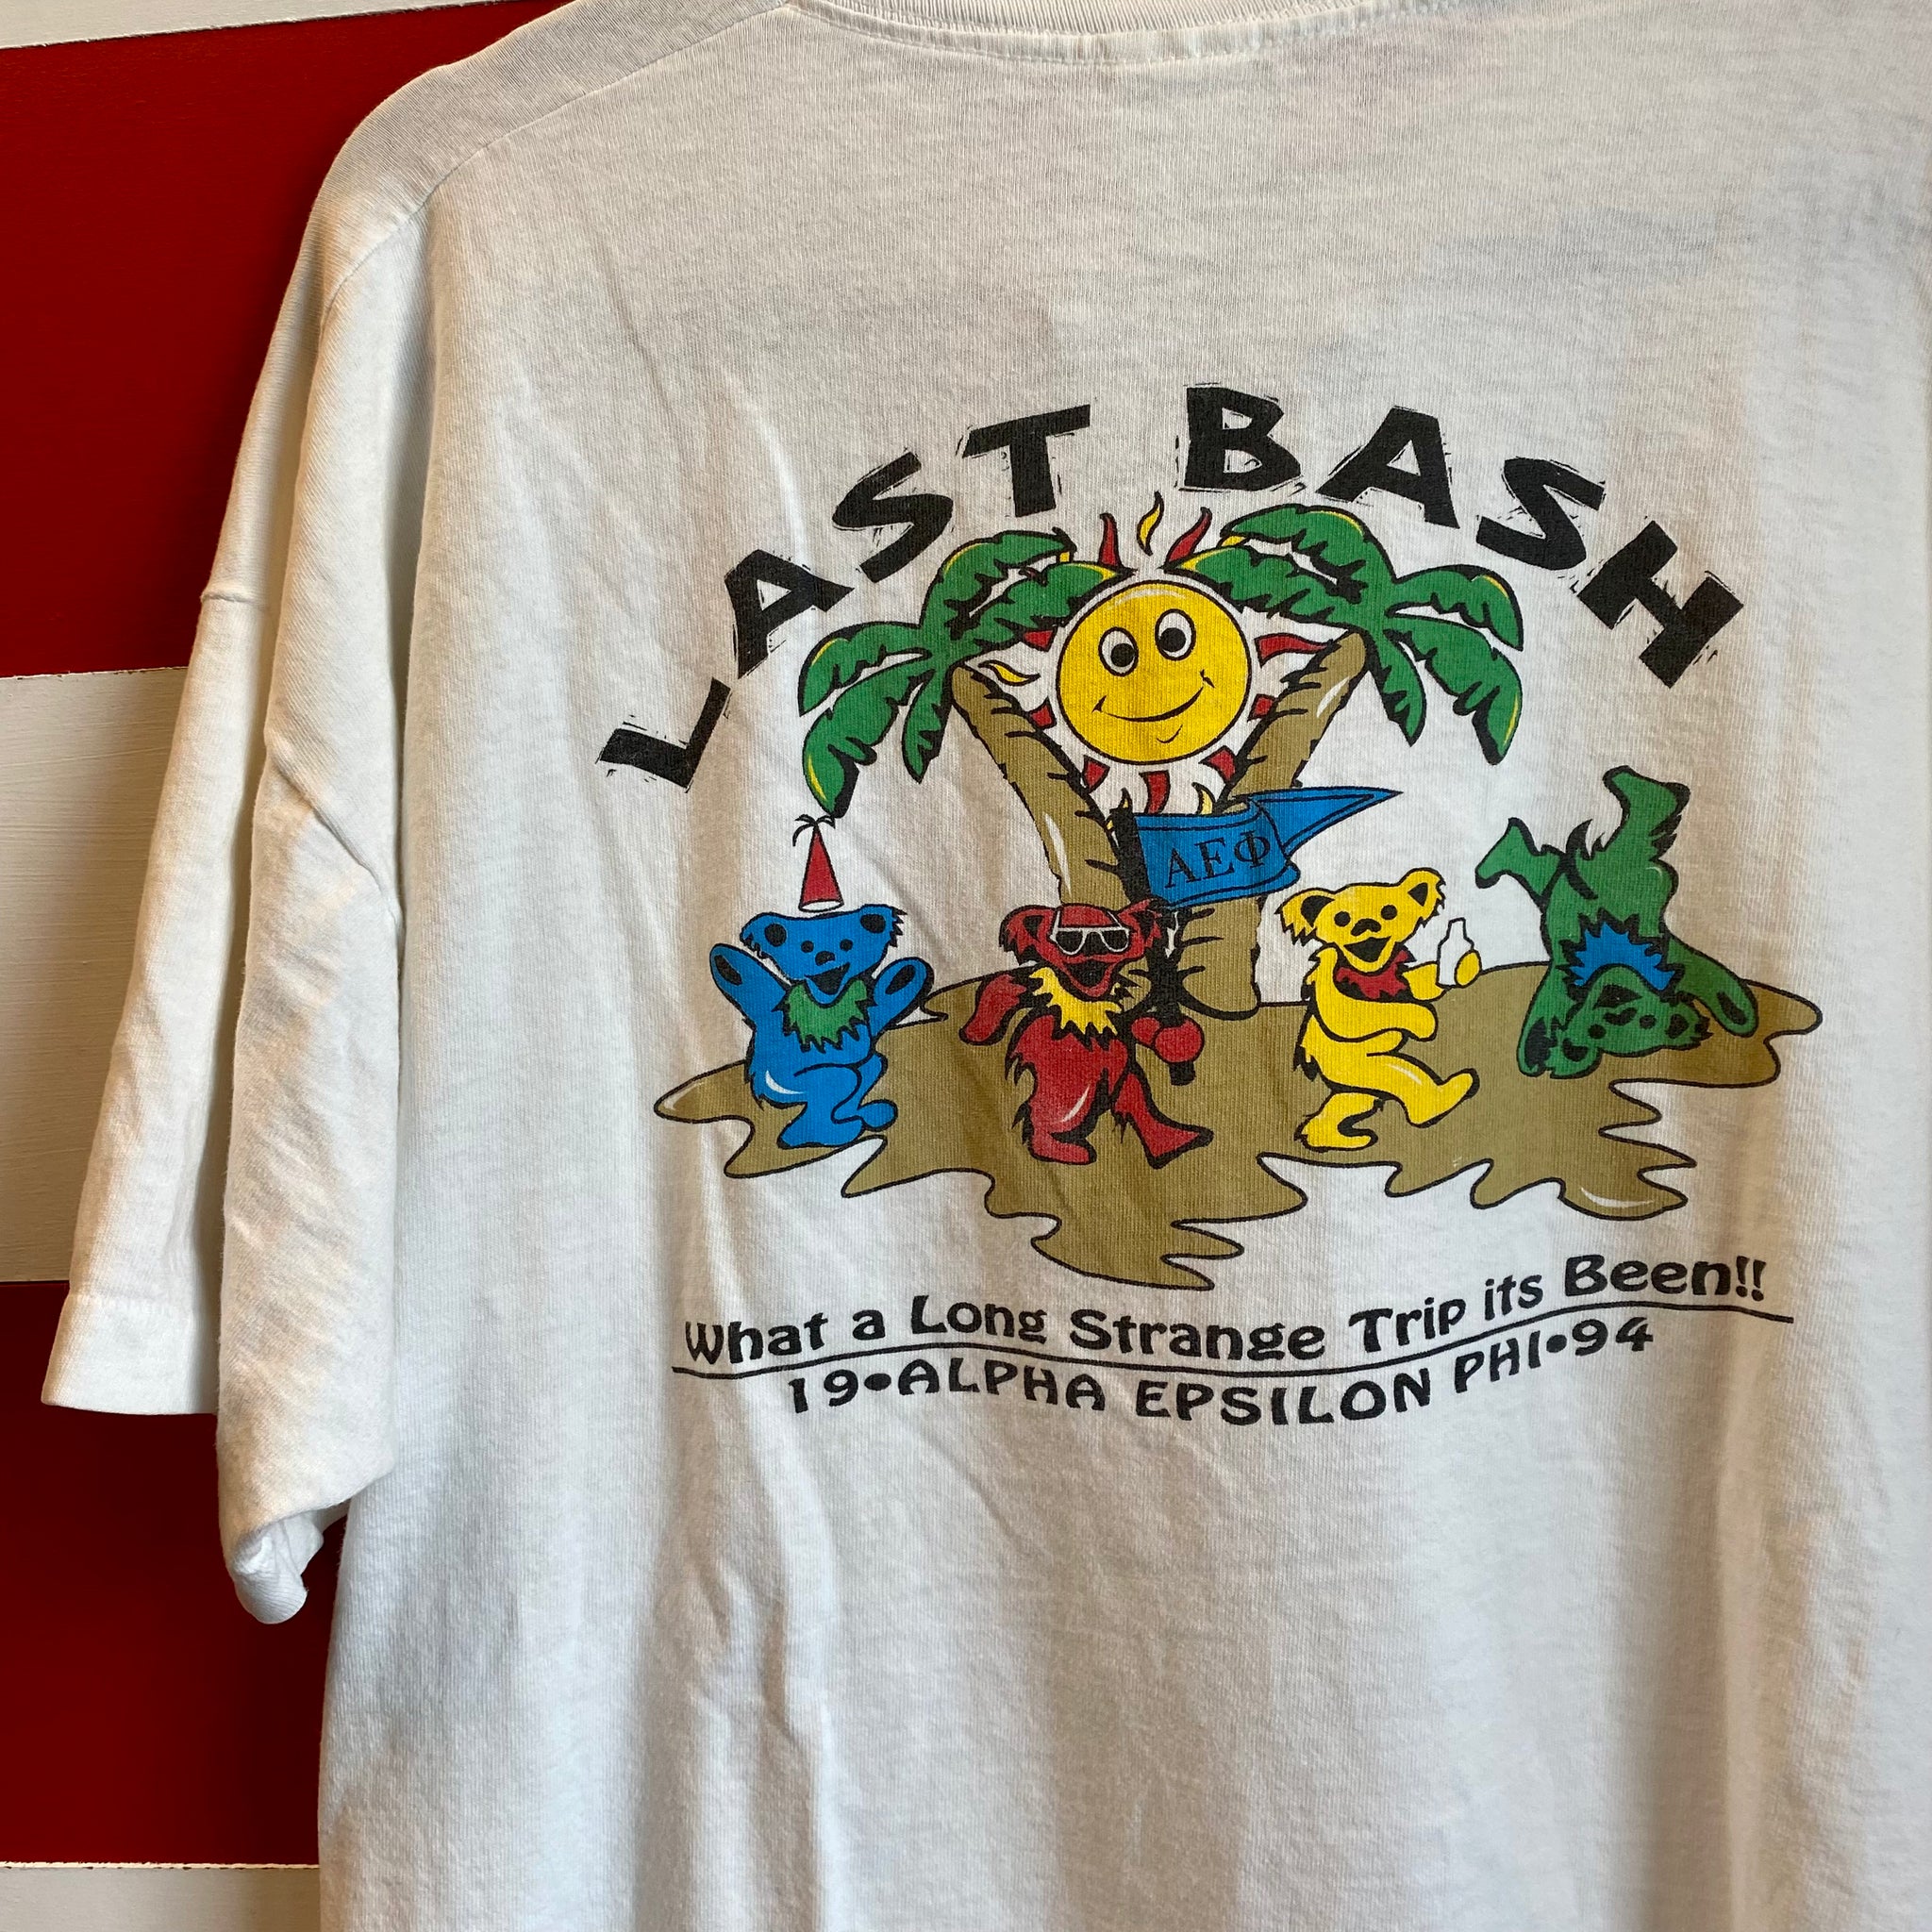 LAST BASH
ΑΕΦ
What a Long Strange Trip its Been!!
19•ALPHA EPSILON PHI•94